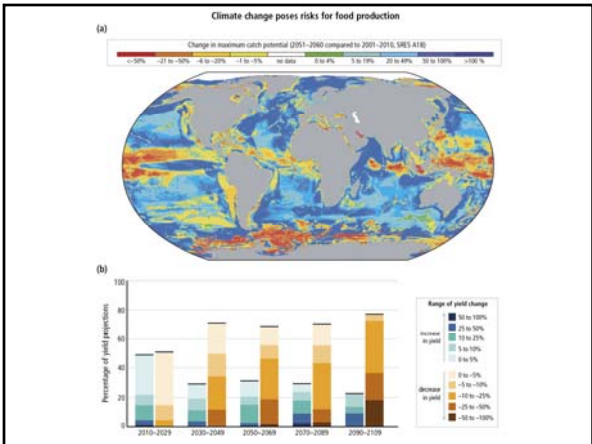 Climate change poses risks for food production
(a)
Change in maximum catch potential (2051–2060 compared to 2001–2010, SRES A1B)
<-50% -21 to -50% -6 to -20% -1 to -5% no data 0 to 4% 5 to 19% 20 to 49% 50 100% >100 %
(b)
Percentage of yield projections
100
80
60
40
20
0
2010–2029 2030–2049 2050–2069 2070–2089 2090–2109
Range of yield change
increase
in yield
50 to 100%
25 to 50%
10 to 25%
5 to 10%
0 to 5%
decrease
in yield
0 to –5%
–5 to –10%
–10 to –25%
–25 to –50%
–50 to –100%